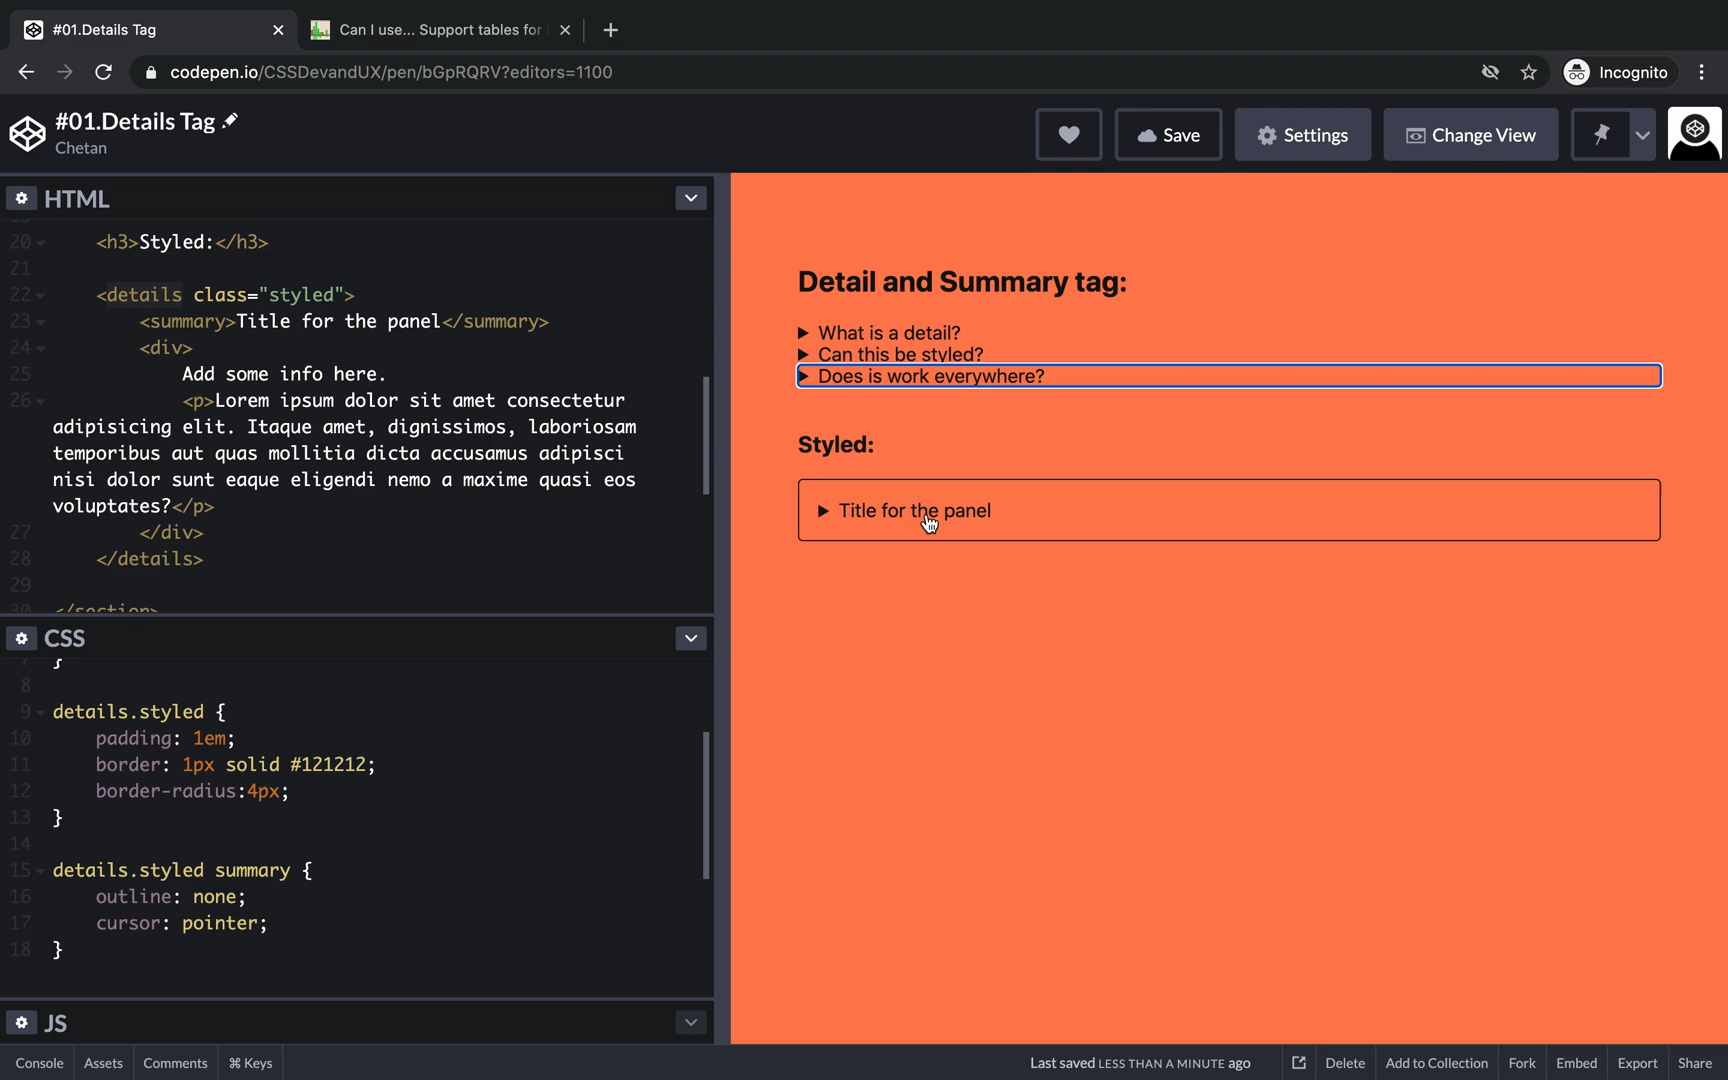 #01.Details Tag
Can I use... Support tables for
codepen.io/CSSDevandUX/pen/bGpRQRV?editors=1100
Incognito
#01.Details Tag
Chetan
Save
Settings
Change View
HTML
20 <h3>Styled:</h3>
21
22 <details class="styled">
23 <summary>Title for the panel</summary>
24 <div>
25 Add some info here.
26 <p>Lorem ipsum dolor sit amet consectetur
adipisicing elit. Itaque amet, dignissimos, laboriosam
temporibus aut quas mollitia dicta accusamus adipisci
nisi dolor sunt eaque eligendi nemo a maxime quasi eos
voluptates?</p>
27 </div>
28 </details>
29
30 </section>
CSS
7 }
8
9 details.styled {
10 padding: 1em;
11 border: 1px solid #121212;
12 border-radius:4px;
13 }
14
15 details.styled summary {
16 outline: none;
17 cursor: pointer;
18 }
JS
Detail and Summary tag:
What is a detail?
Can this be styled?
Does is work everywhere?
Styled:
Title for the panel
Console
Assets
Comments
⌘ Keys
Last saved LESS THAN A MINUTE ago
Delete
Add to Collection
Fork
Embed
Export
Share